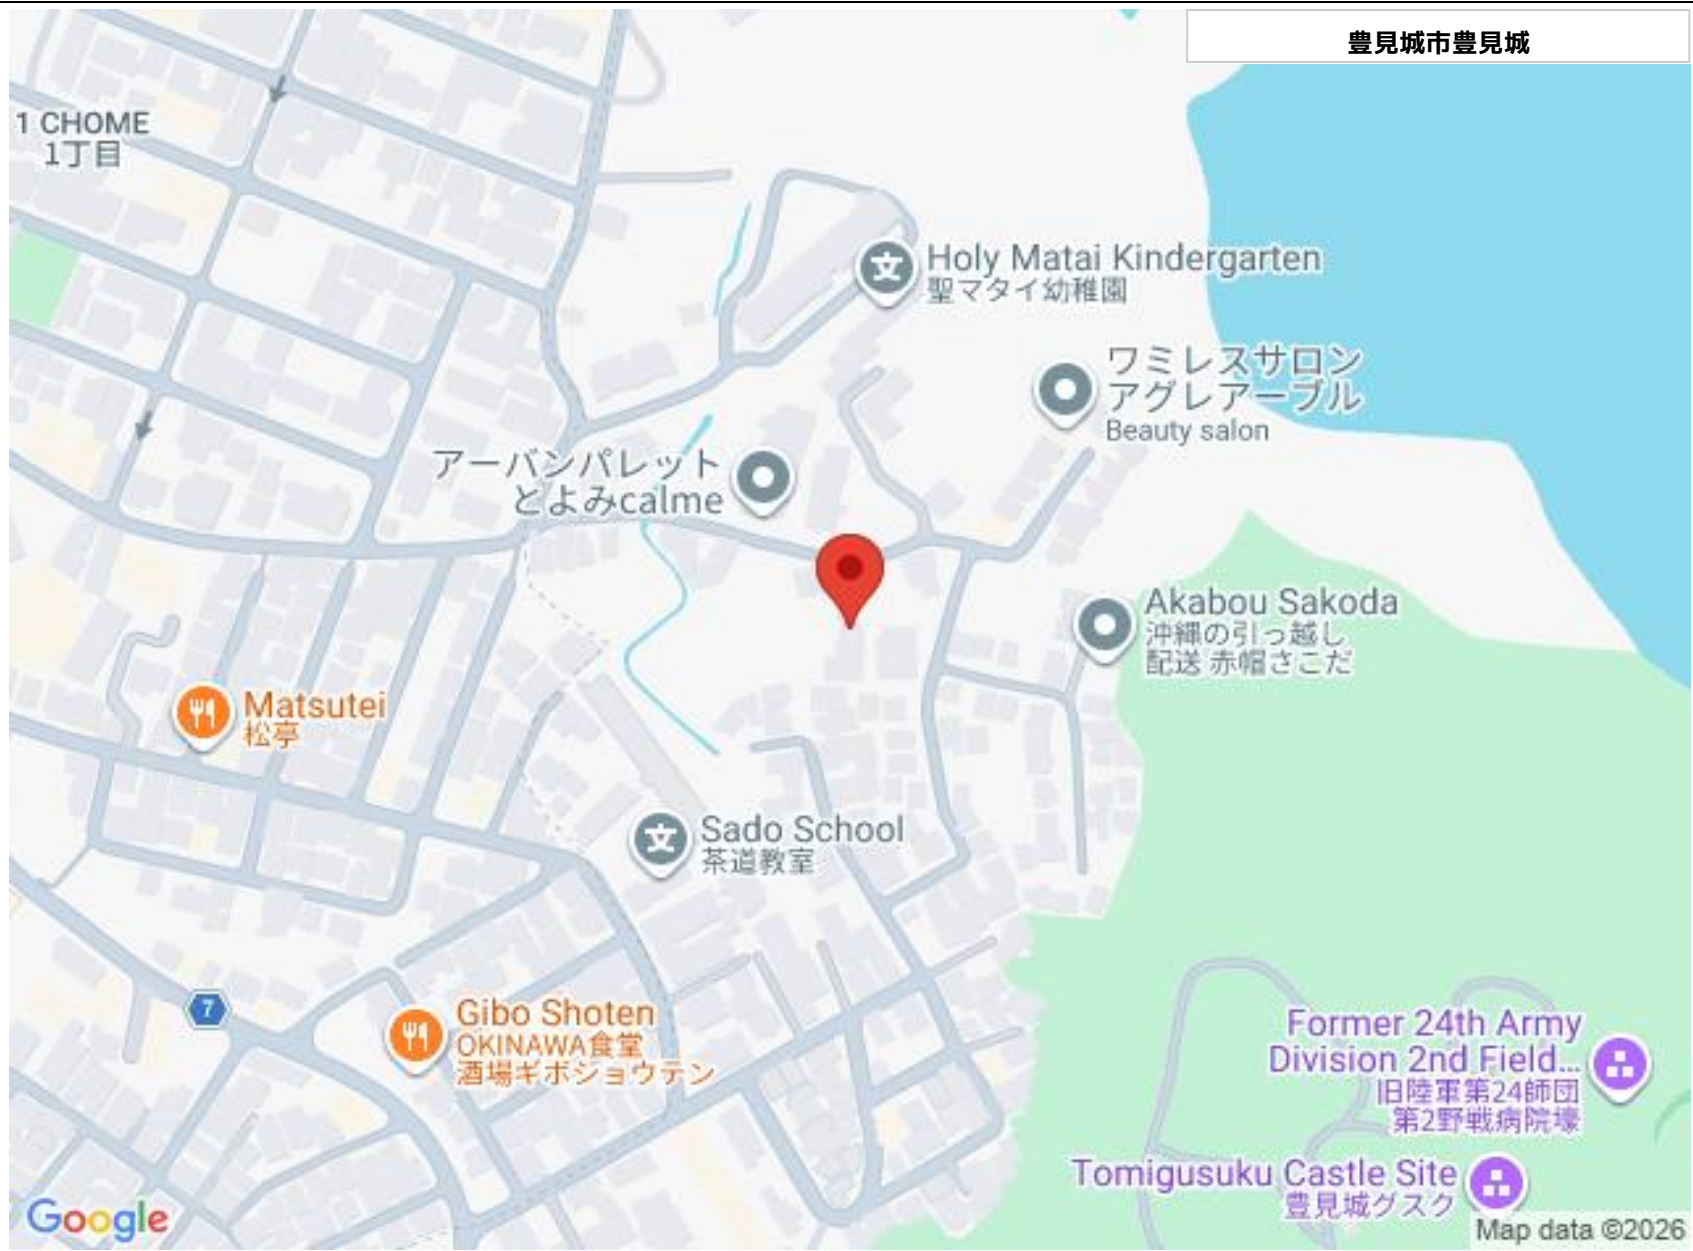 豊見城市豊見城
1 CHOME
1丁目
Holy Matai Kindergarten
聖マタイ幼稚園
ワミレスサロン
アグレアーブル
Beauty salon
アーバンパレット
とよみcalme
Akabou Sakoda
沖縄の引っ越し
配送 赤帽さこだ
Matsutei
松亭
Sado School
茶道教室
7
Gibo Shoten
OKINAWA食堂
酒場ギボショウテン
Former 24th Army
Division 2nd Field...
旧陸軍第24師団
第2野戦病院壕
Tomigusuku Castle Site
豊見城グスク
Google
Map data ©2026